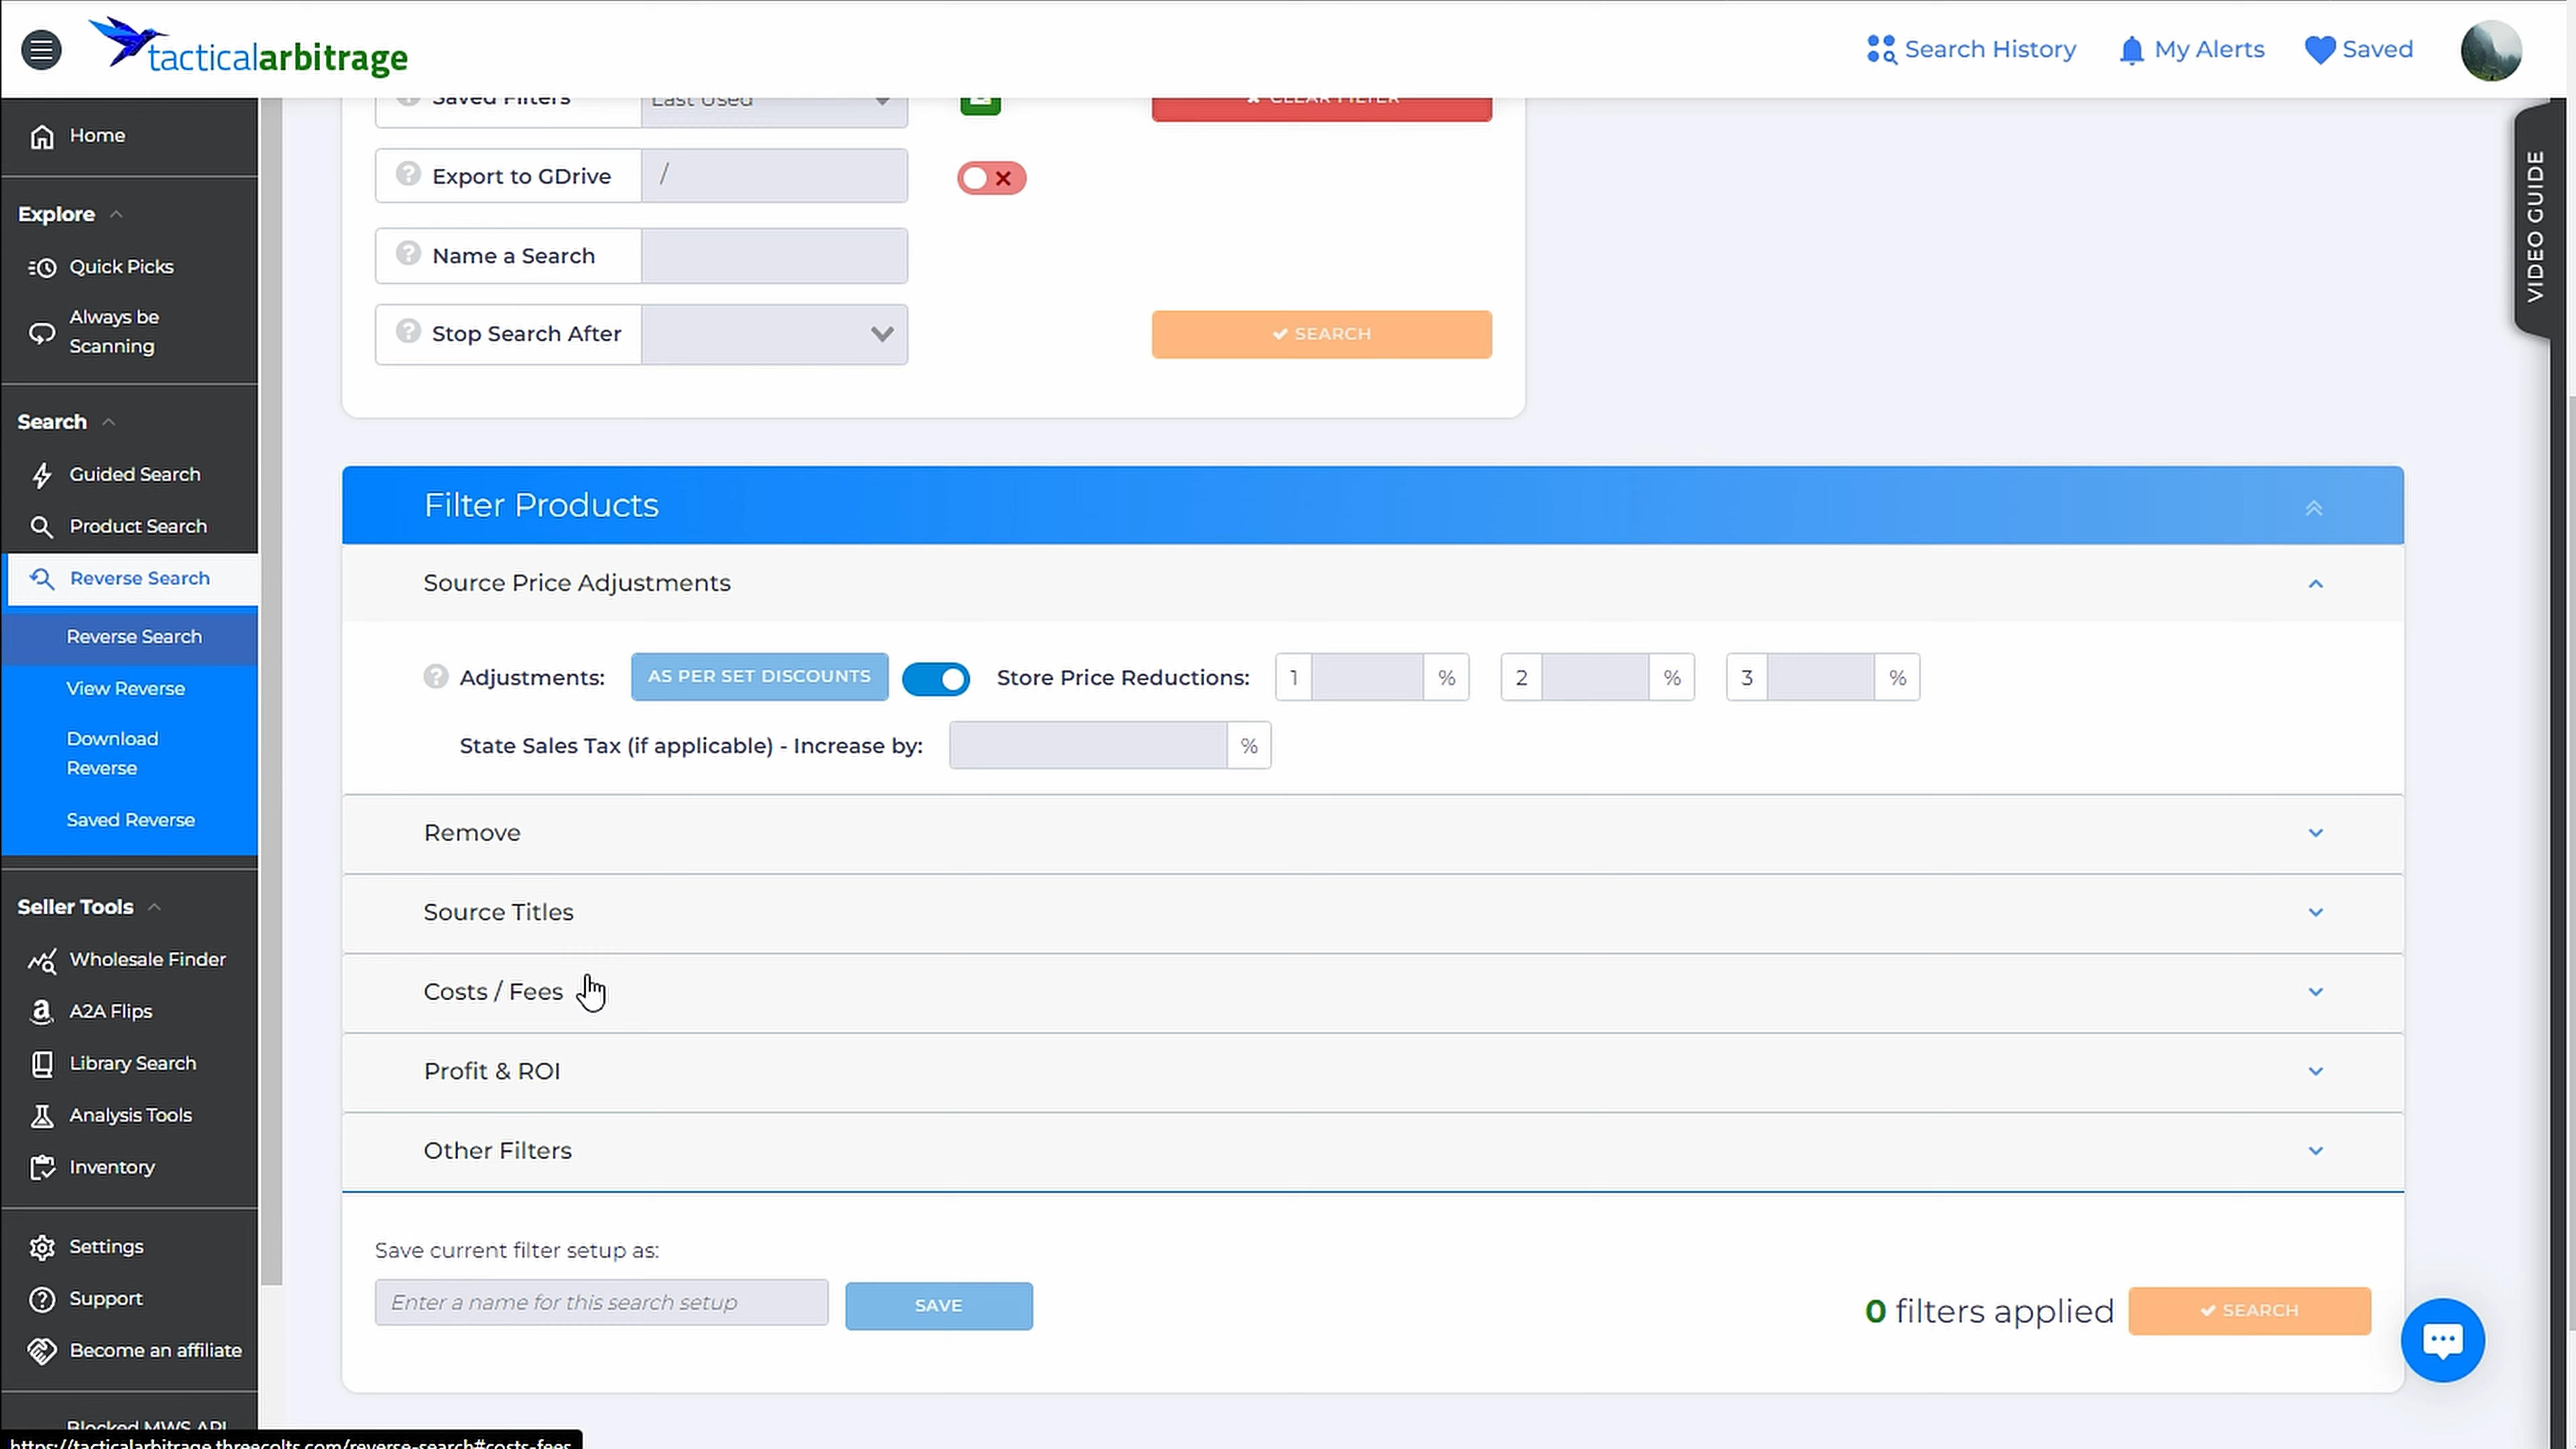 tacticalarbitrage
Search History
My Alerts
Saved
Home
Explore
Quick Picks
Always be
Scanning
Search
Guided Search
Product Search
Reverse Search
Reverse Search
View Reverse
Download
Reverse
Saved Reverse
Seller Tools
Wholesale Finder
A2A Flips
Library Search
Analysis Tools
Inventory
Settings
Support
Become an affiliate
Blocked MWS API
https://tacticalarbitrage.threecolts.com/reverse-search#costs-fees
Saved Filters Last Used CLEAR FILTER
Export to GDrive /
Name a Search
Stop Search After SEARCH
VIDEO GUIDE
Filter Products
Source Price Adjustments
Adjustments: AS PER SET DISCOUNTS Store Price Reductions: 1 % 2 % 3 %
State Sales Tax (if applicable) - Increase by: %
Remove
Source Titles
Costs / Fees
Profit & ROI
Other Filters
Save current filter setup as:
Enter a name for this search setup SAVE
0 filters applied SEARCH